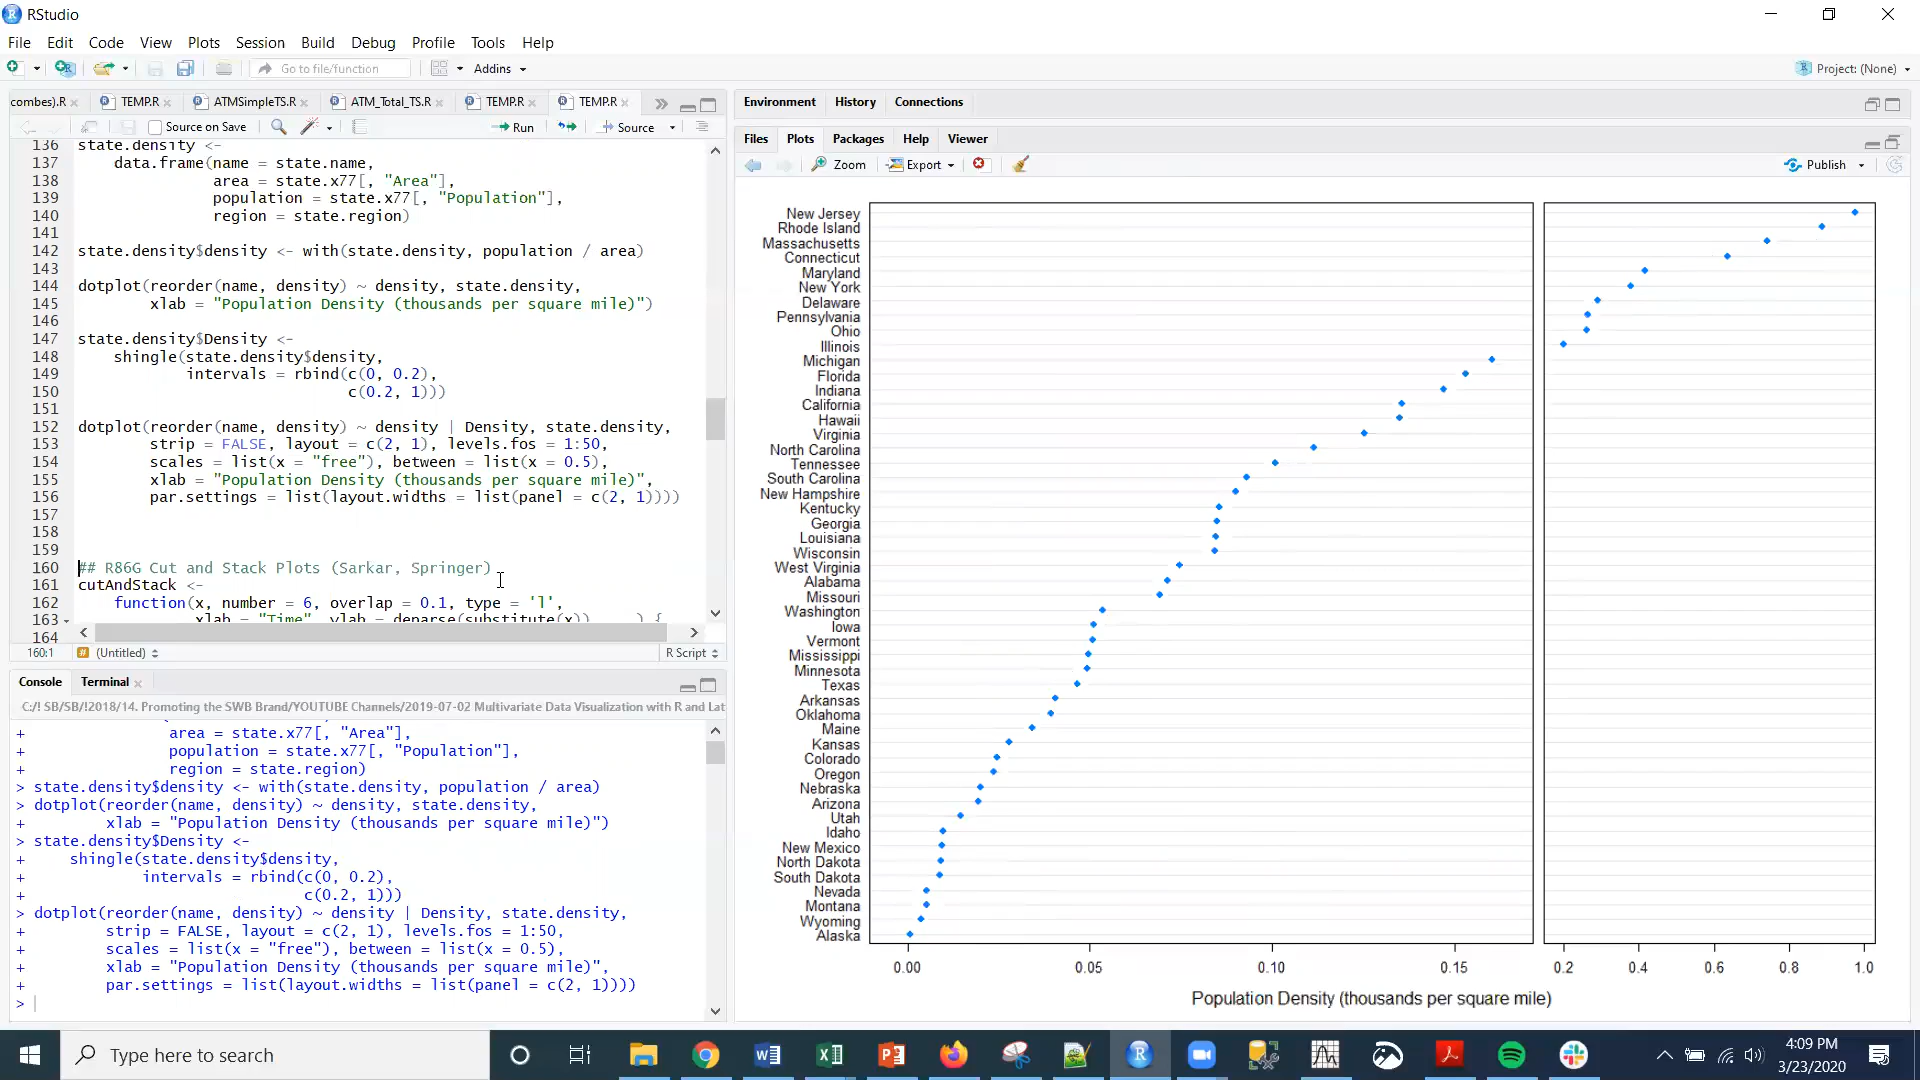 RStudio
File Edit Code View Plots Session Build Debug Profile Tools Help
Go to file/function Addins Project: (None)
combes).R TEMP.R ATMSimpleTS.R ATM_Total_TS.R TEMP.R TEMP.R
Source on Save Run Source
136 state.density <-
137 data.frame(name = state.name,
138 area = state.x77[, "Area"],
139 population = state.x77[, "Population"],
140 region = state.region)
141
142 state.density$density <- with(state.density, population / area)
143
144 dotplot(reorder(name, density) ~ density, state.density,
145 xlab = "Population Density (thousands per square mile)")
146
147 state.density$Density <-
148 shingle(state.density$density,
149 intervals = rbind(c(0, 0.2),
150 c(0.2, 1)))
151
152 dotplot(reorder(name, density) ~ density | Density, state.density,
153 strip = FALSE, layout = c(2, 1), levels.fos = 1:50,
154 scales = list(x = "free"), between = list(x = 0.5),
155 xlab = "Population Density (thousands per square mile)",
156 par.settings = list(layout.widths = list(panel = c(2, 1))))
157
158
159
160 ## R86G Cut and Stack Plots (Sarkar, Springer)
161 cutAndStack <-
162 function(x, number = 6, overlap = 0.1, type = 'l',
163 xlab = "Time", ylab = deparse(substitute(x)), ...) {
164
160:1 (Untitled) R Script
Console Terminal
C:/! SB/SB/!2018/14. Promoting the SWB Brand/YOUTUBE Channels/2019-07-02 Multivariate Data Visualization with R and Lat
+ area = state.x77[, "Area"],
+ population = state.x77[, "Population"],
+ region = state.region)
> state.density$density <- with(state.density, population / area)
> dotplot(reorder(name, density) ~ density, state.density,
+ xlab = "Population Density (thousands per square mile)")
> state.density$Density <-
+ shingle(state.density$density,
+ intervals = rbind(c(0, 0.2),
+ c(0.2, 1)))
> dotplot(reorder(name, density) ~ density | Density, state.density,
+ strip = FALSE, layout = c(2, 1), levels.fos = 1:50,
+ scales = list(x = "free"), between = list(x = 0.5),
+ xlab = "Population Density (thousands per square mile)",
+ par.settings = list(layout.widths = list(panel = c(2, 1))))
>
Environment History Connections
Files Plots Packages Help Viewer
Zoom Export Publish
New Jersey
Rhode Island
Massachusetts
Connecticut
Maryland
New York
Delaware
Pennsylvania
Ohio
Illinois
Michigan
Florida
Indiana
California
Hawaii
Virginia
North Carolina
Tennessee
South Carolina
New Hampshire
Kentucky
Georgia
Louisiana
Wisconsin
West Virginia
Alabama
Missouri
Washington
Iowa
Vermont
Mississippi
Minnesota
Texas
Arkansas
Oklahoma
Maine
Kansas
Colorado
Oregon
Nebraska
Arizona
Utah
Idaho
New Mexico
North Dakota
South Dakota
Nevada
Montana
Wyoming
Alaska
0.00 0.05 0.10 0.15 0.2 0.4 0.6 0.8 1.0
Population Density (thousands per square mile)
Type here to search
4:09 PM
3/23/2020